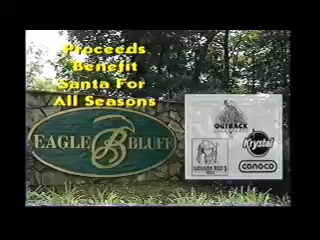 Proceeds
Benefit
Santa For
All Seasons
EAGLE BLUFF
OUTBACK
Krystal
CONOCO